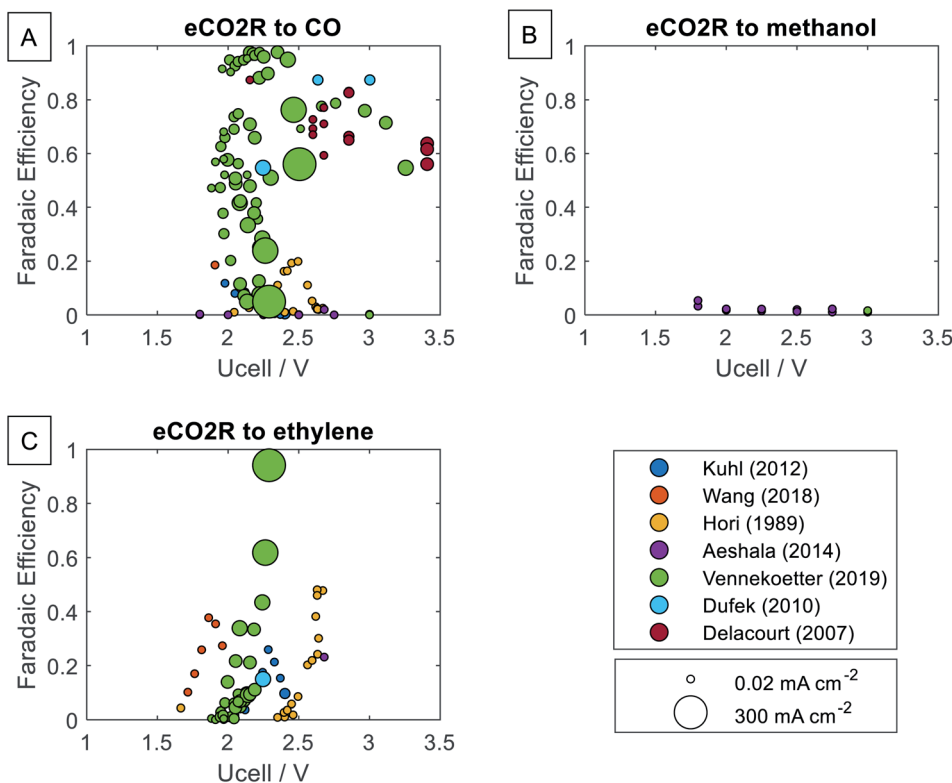 A
eCO2R to CO
Faradaic Efficiency
1
0.8
0.6
0.4
0.2
0
1 1.5 2 2.5 3 3.5
Ucell / V
B
eCO2R to methanol
Faradaic Efficiency
1
0.8
0.6
0.4
0.2
0
1 1.5 2 2.5 3 3.5
Ucell / V
C
eCO2R to ethylene
Faradaic Efficiency
1
0.8
0.6
0.4
0.2
0
1 1.5 2 2.5 3 3.5
Ucell / V
Kuhl (2012)
Wang (2018)
Hori (1989)
Aeshala (2014)
Vennekoetter (2019)
Dufek (2010)
Delacourt (2007)
0.02 mA cm⁻²
300 mA cm⁻²